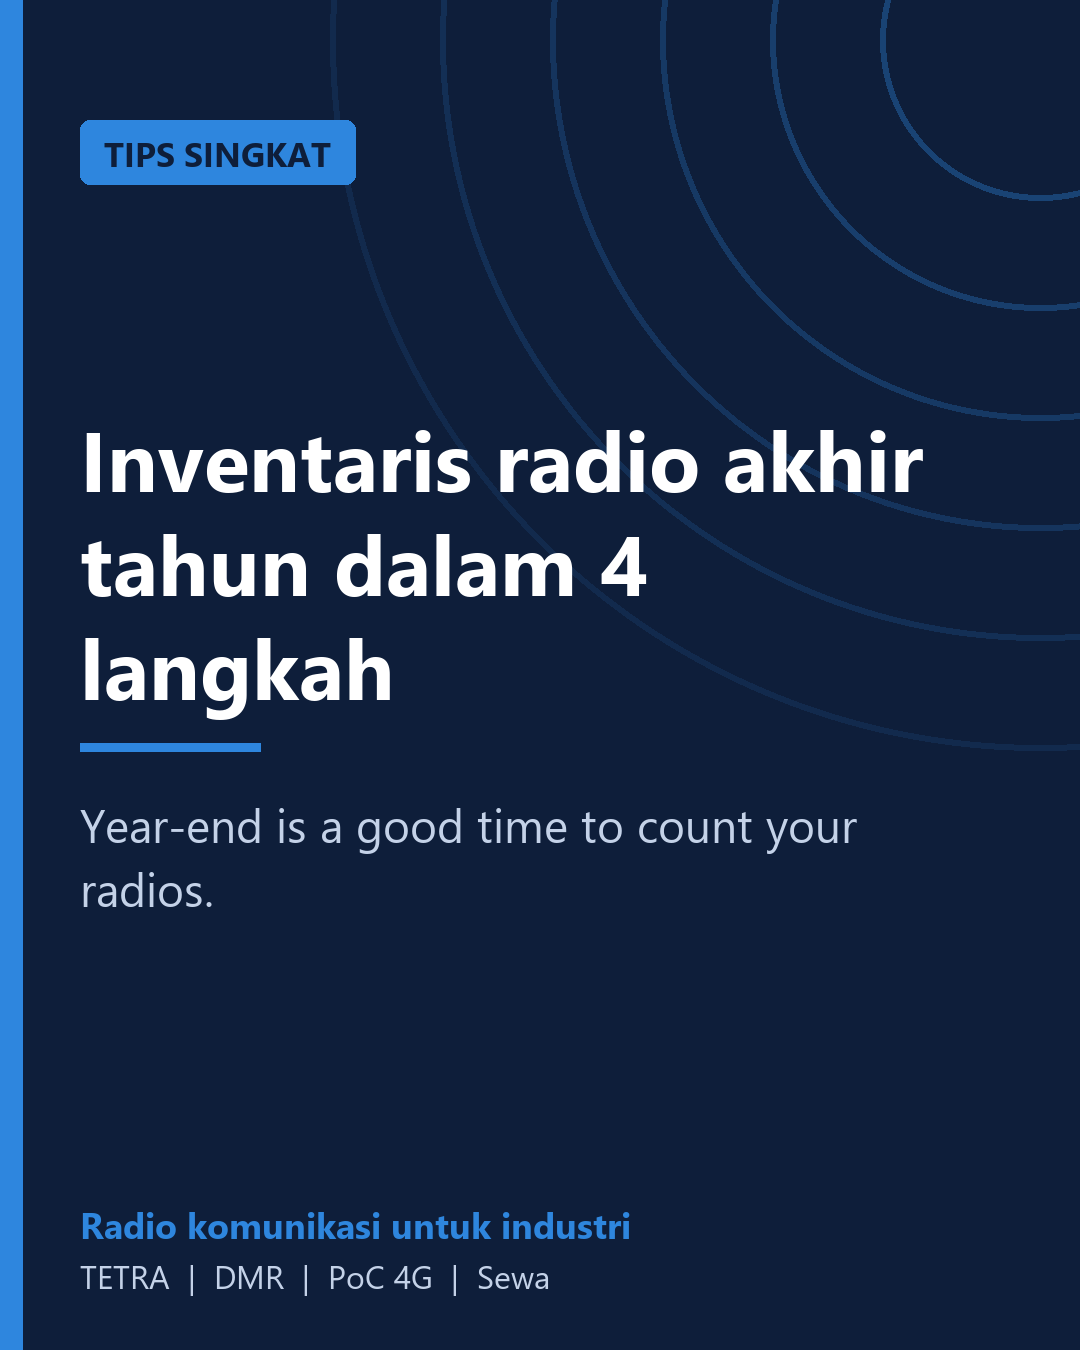 TIPS SINGKAT
Inventaris radio akhir
tahun dalam 4
langkah
Year-end is a good time to count your
radios.
Radio komunikasi untuk industri
TETRA | DMR | PoC 4G | Sewa